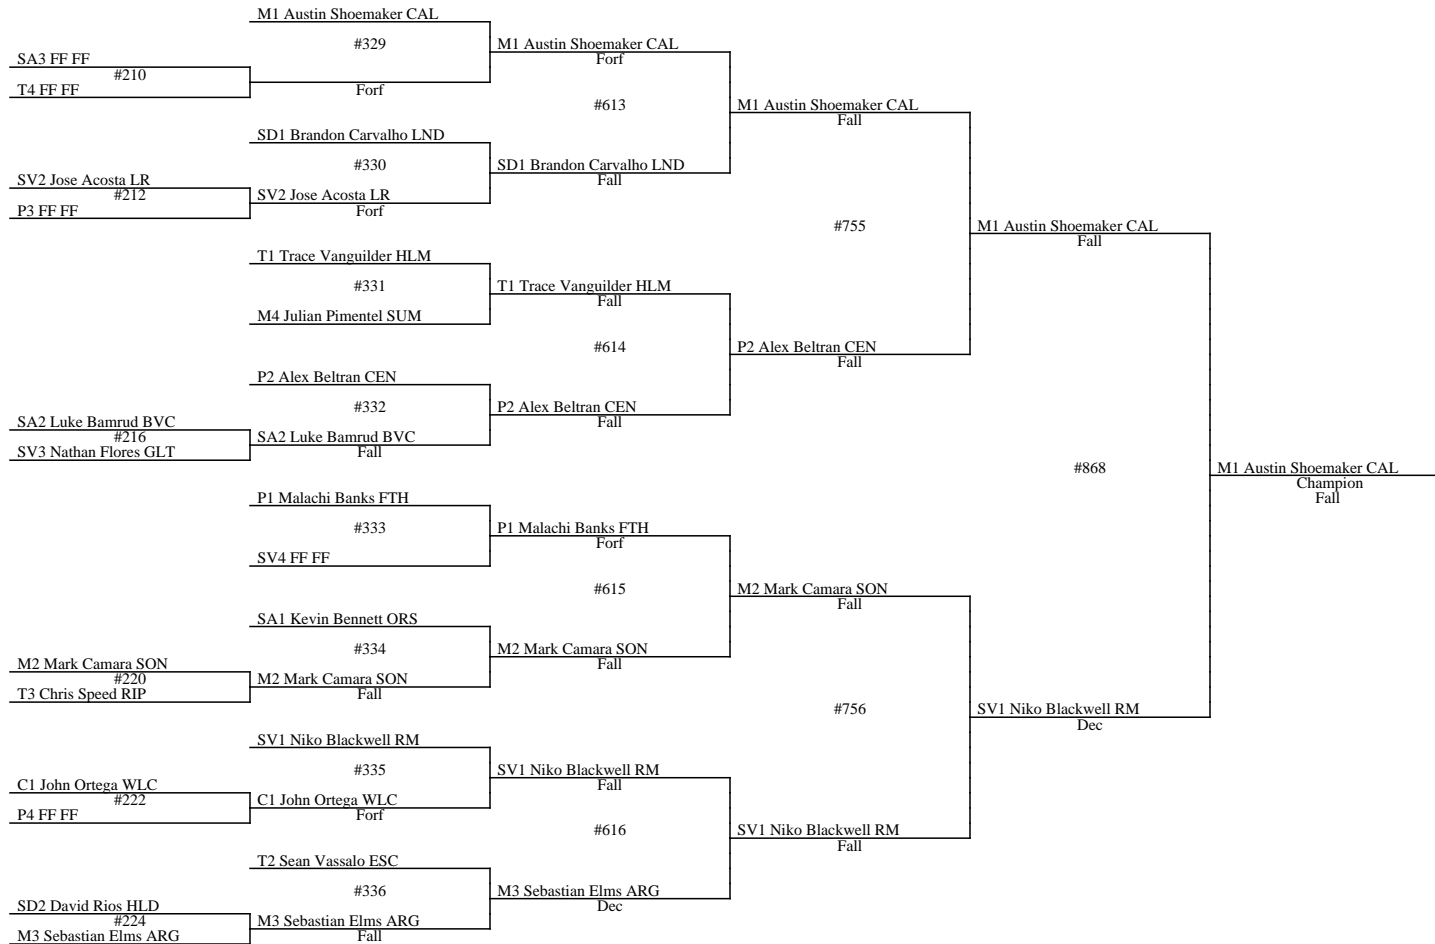 M1 Austin Shoemaker CAL
#329
SA3 FF FF
#210
T4 FF FF
Forf
M1 Austin Shoemaker CAL
Forf
#613
SD1 Brandon Carvalho LND
#330
SV2 Jose Acosta LR
#212
P3 FF FF
SV2 Jose Acosta LR
Forf
SD1 Brandon Carvalho LND
Fall
M1 Austin Shoemaker CAL
Fall
#755
T1 Trace Vanguilder HLM
#331
M4 Julian Pimentel SUM
T1 Trace Vanguilder HLM
Fall
#614
P2 Alex Beltran CEN
#332
SA2 Luke Bamrud BVC
#216
SV3 Nathan Flores GLT
SA2 Luke Bamrud BVC
Fall
P2 Alex Beltran CEN
Fall
P2 Alex Beltran CEN
Fall
M1 Austin Shoemaker CAL
Fall
#868
M1 Austin Shoemaker CAL
Champion
Fall
P1 Malachi Banks FTH
#333
SV4 FF FF
P1 Malachi Banks FTH
Forf
#615
SA1 Kevin Bennett ORS
#334
M2 Mark Camara SON
#220
T3 Chris Speed RIP
M2 Mark Camara SON
Fall
M2 Mark Camara SON
Fall
M2 Mark Camara SON
Fall
#756
SV1 Niko Blackwell RM
Dec
SV1 Niko Blackwell RM
#335
C1 John Ortega WLC
#222
P4 FF FF
C1 John Ortega WLC
Forf
SV1 Niko Blackwell RM
Fall
#616
SV1 Niko Blackwell RM
Fall
T2 Sean Vassalo ESC
#336
SD2 David Rios HLD
#224
M3 Sebastian Elms ARG
M3 Sebastian Elms ARG
Fall
M3 Sebastian Elms ARG
Dec